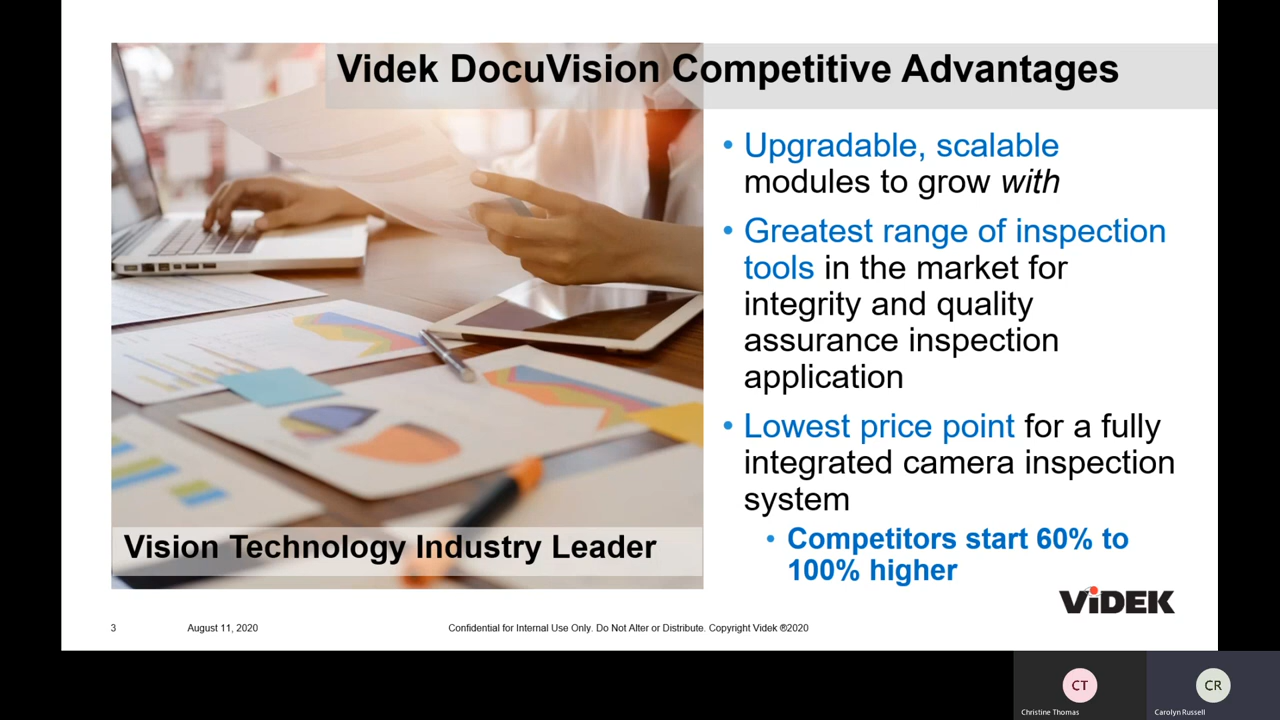 Videk DocuVision Competitive Advantages
• Upgradable, scalable
modules to grow with
• Greatest range of inspection
tools in the market for
integrity and quality
assurance inspection
application
• Lowest price point for a fully
integrated camera inspection
system
• Competitors start 60% to
100% higher
Vision Technology Industry Leader
ViDEK
3
August 11, 2020
Confidential for Internal Use Only. Do Not Alter or Distribute. Copyright Videk ®2020
CT
CR
Christine Thomas
Carolyn Russell